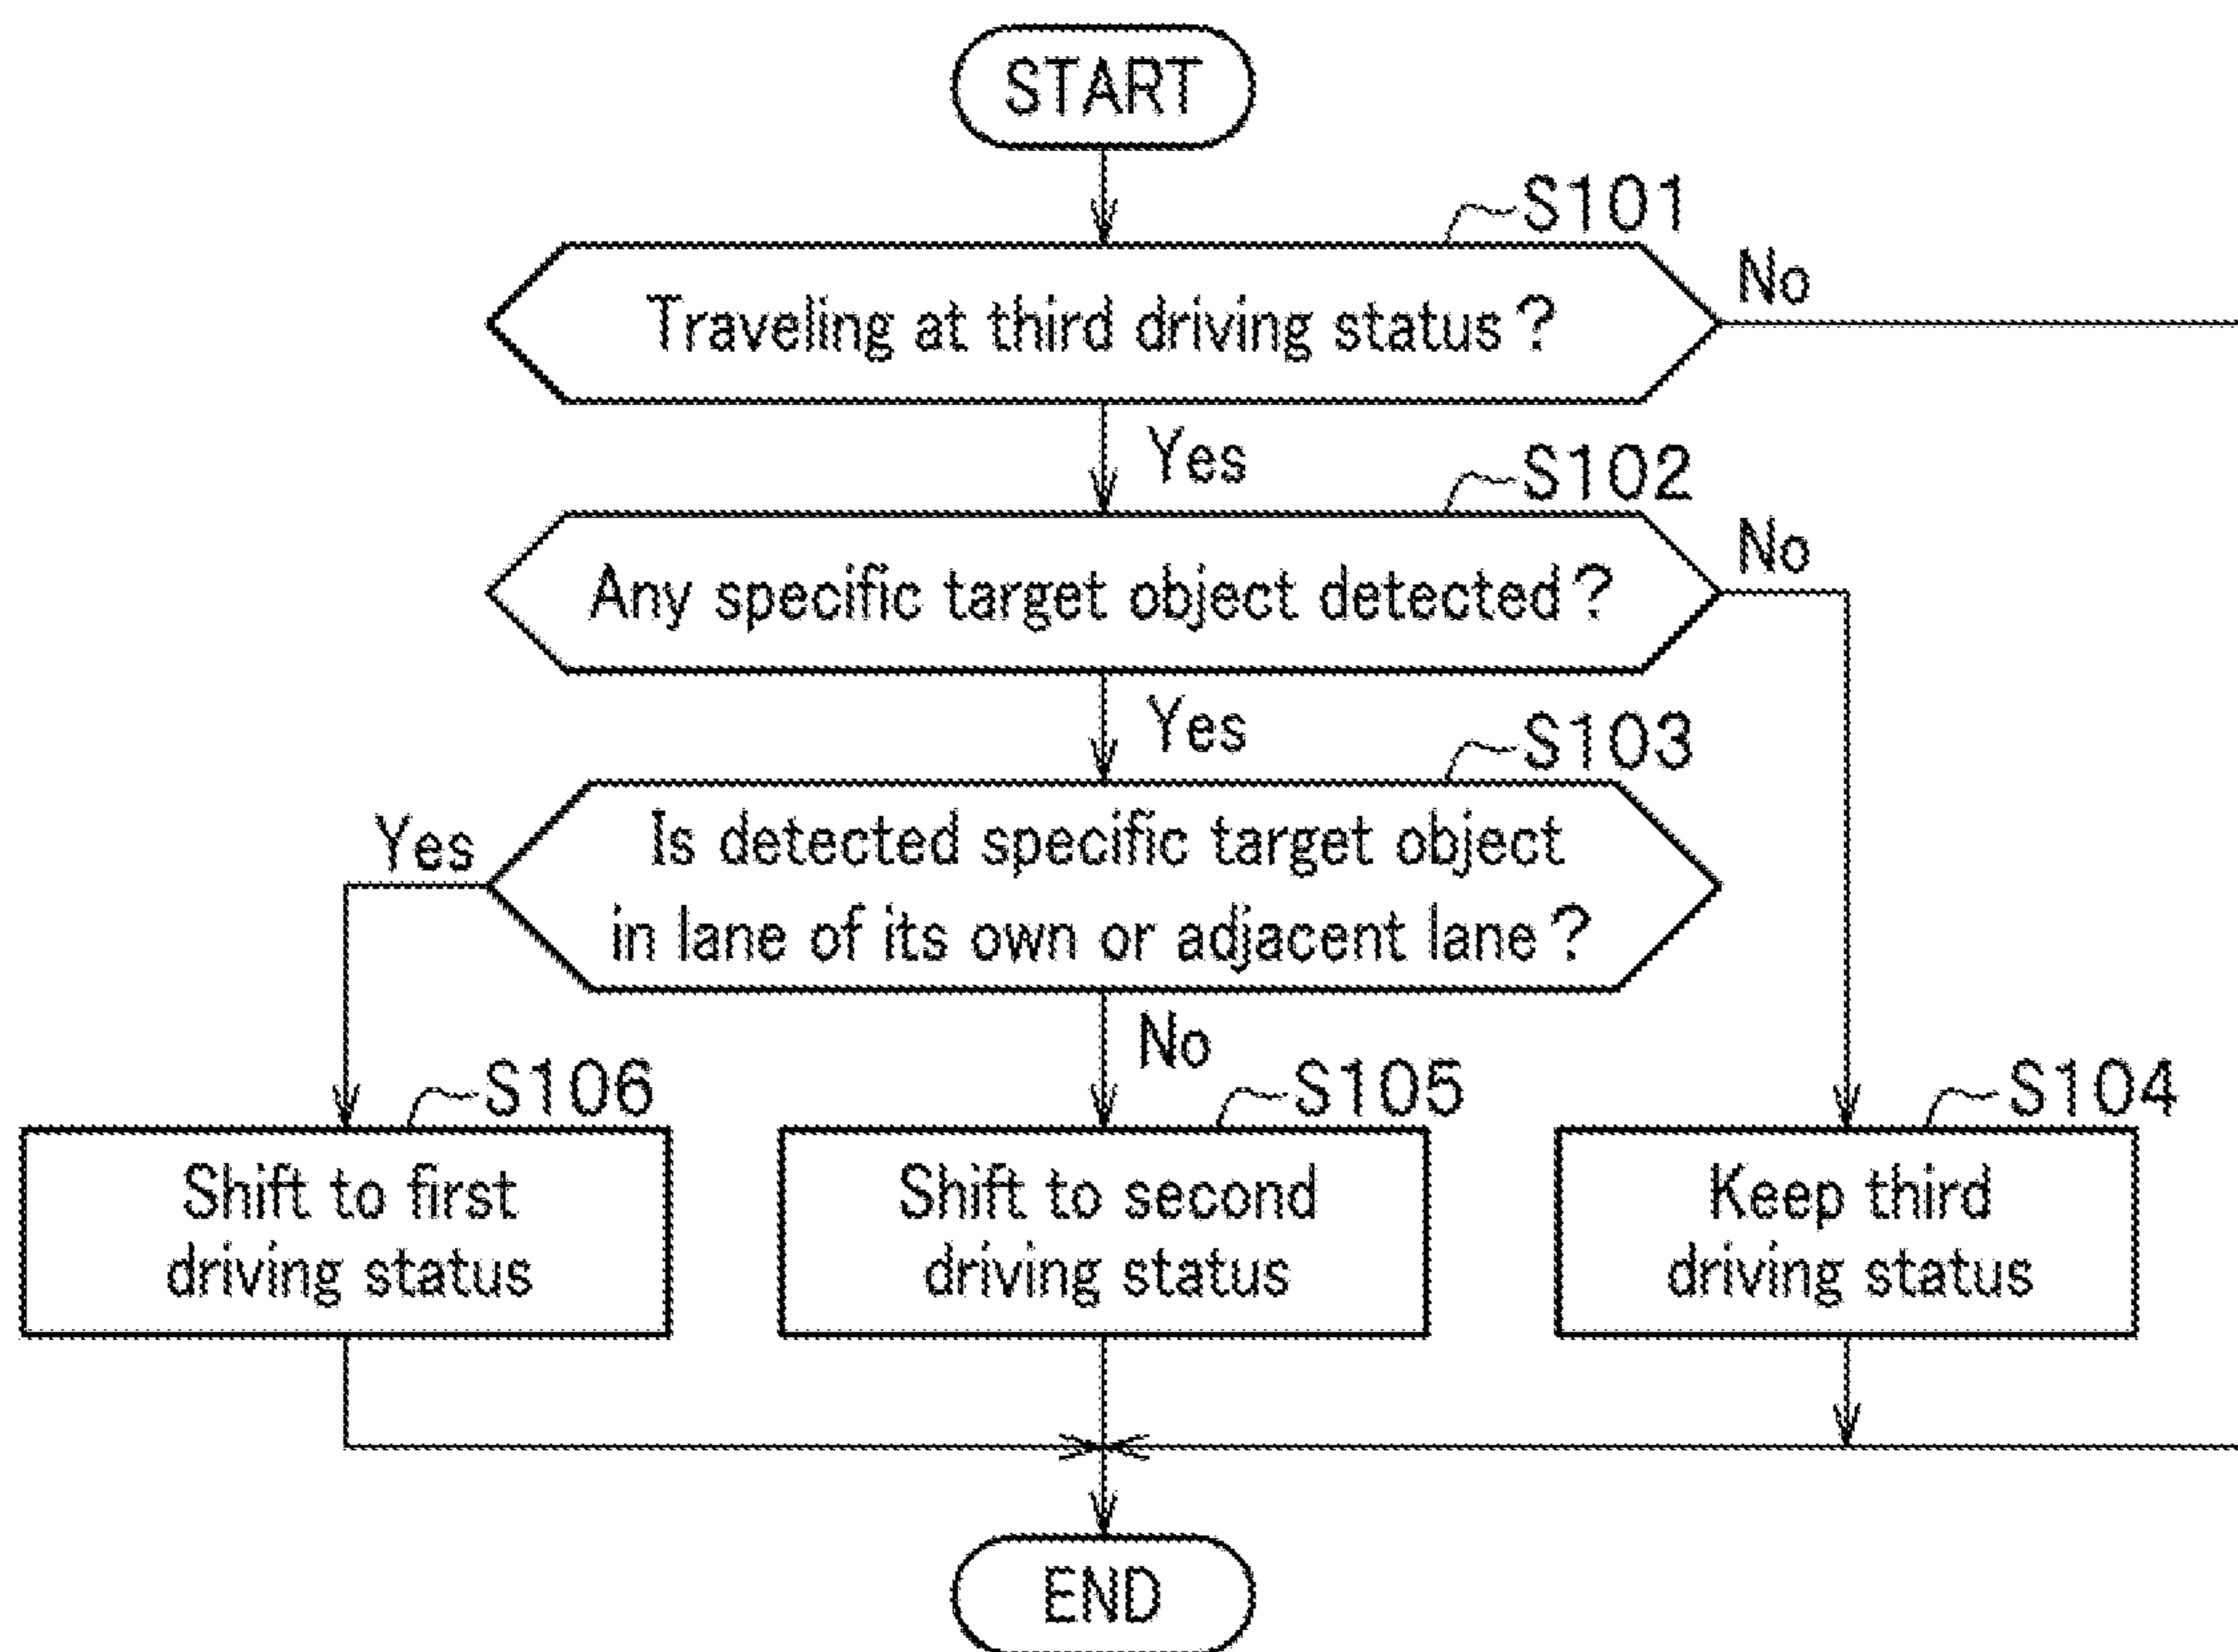 START
S101
Traveling at third driving status?
No
Yes
S102
Any specific target object detected?
No
Yes
S103
Yes
Is detected specific target object
in lane of its own or adjacent lane?
No
S106
S105
S104
Shift to first
driving status
Shift to second
driving status
Keep third
driving status
END